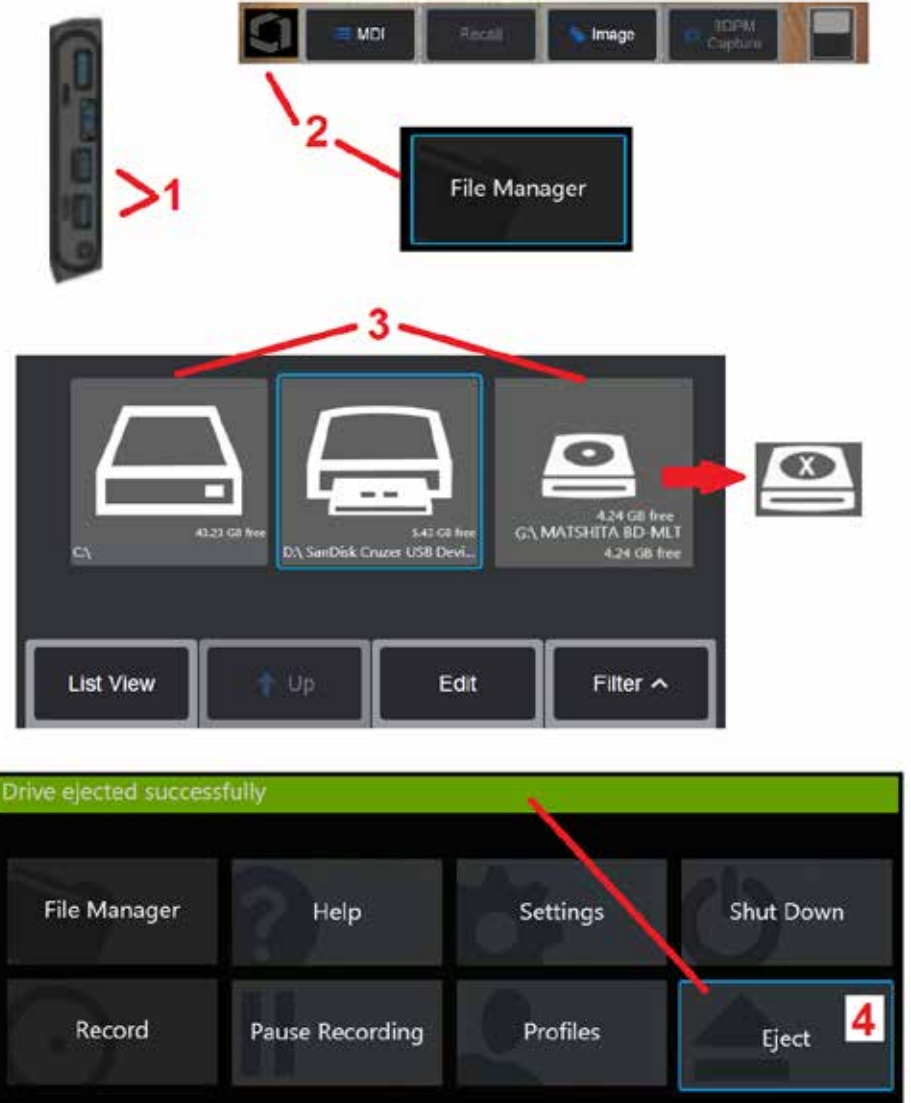 MDI
Recall
Image
3DPM
Capture
2
File Manager
1
3
43.23 GB free
C:\
5.43 GB free
D:\ SanDisk Cruzer USB Devi...
4.24 GB free
G:\ MATSHITA BD-MLT
4.24 GB free
X
List View
Up
Edit
Filter
Drive ejected successfully
File Manager
Help
Settings
Shut Down
Record
Pause Recording
Profiles
Eject
4